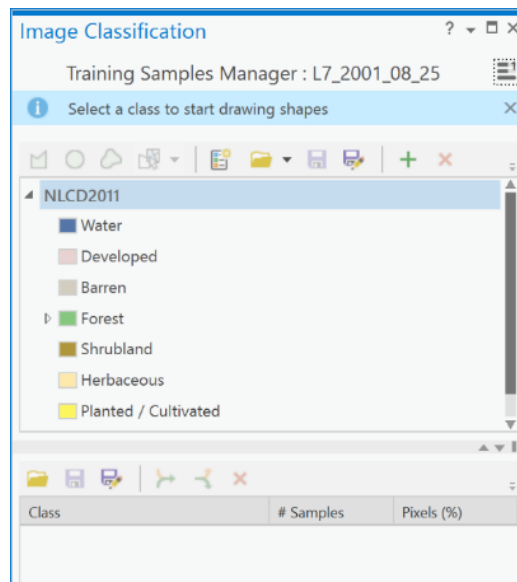 Image Classification
Training Samples Manager : L7_2001_08_25
Select a class to start drawing shapes
NLCD2011
Water
Developed
Barren
Forest
Shrubland
Herbaceous
Planted / Cultivated
Class # Samples Pixels (%)